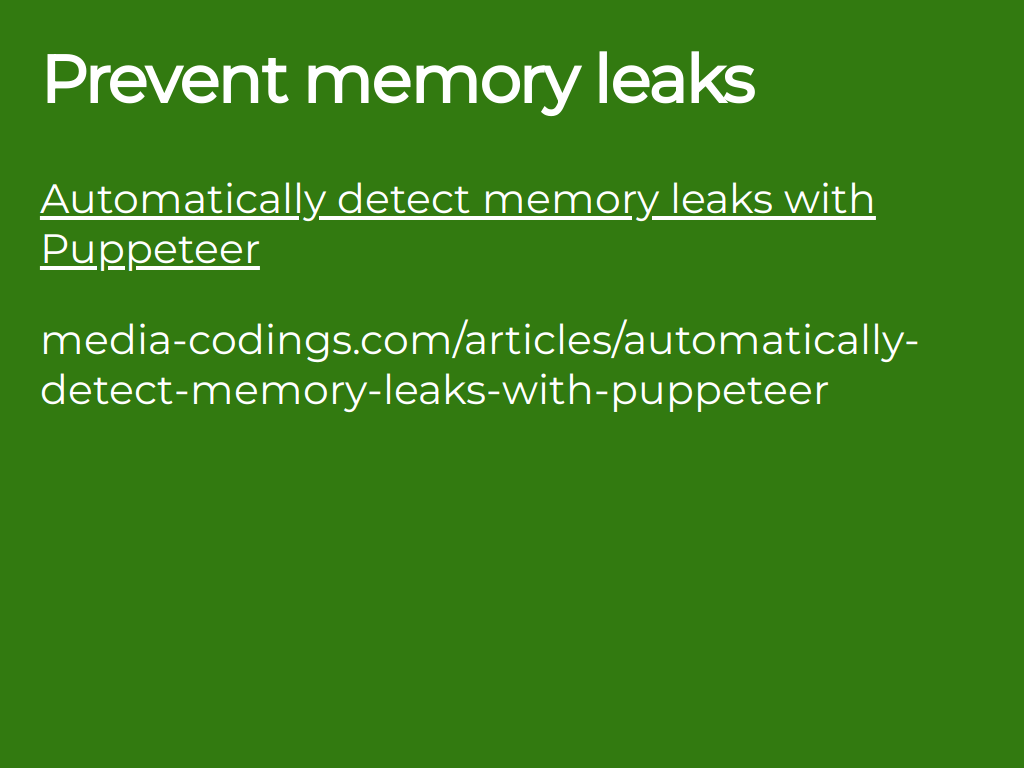 Prevent memory leaks
Automatically detect memory leaks with
Puppeteer
media-codings.com/articles/automatically-
detect-memory-leaks-with-puppeteer